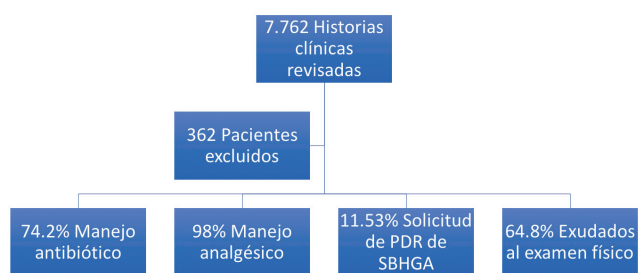 7.762 Historias
clínicas
revisadas
362 Pacientes
excluidos
74.2% Manejo
antibiótico
98% Manejo
analgésico
11.53% Solicitud
de PDR de
SBHGA
64.8% Exudados
al examen físico